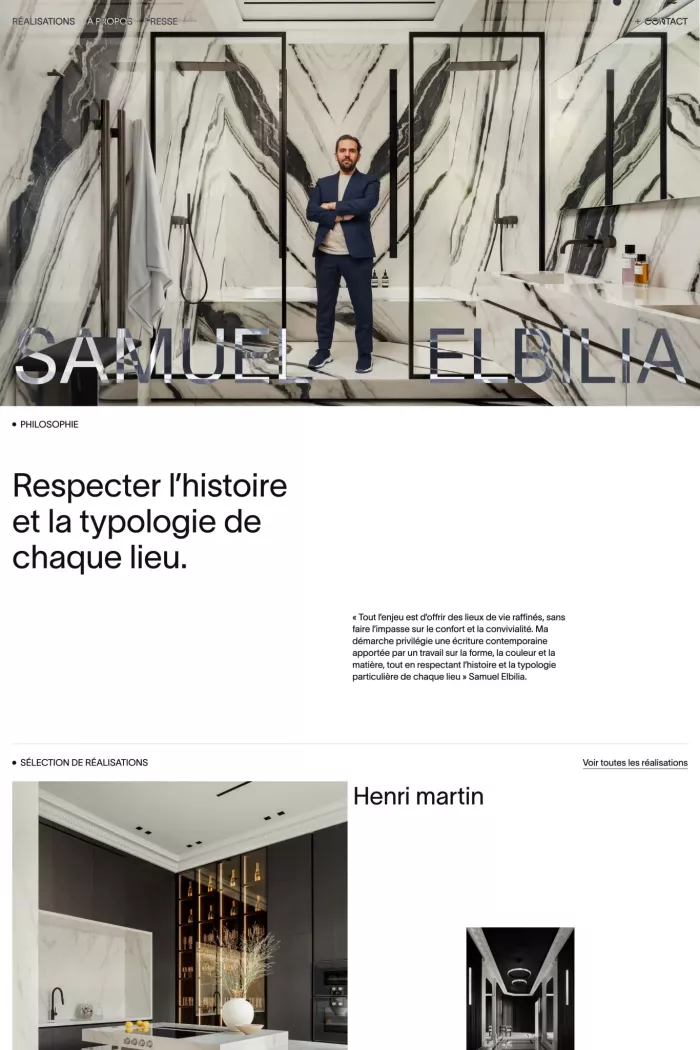 RÉALISATIONS À PROPOS PRESSE + CONTACT
SAMUEL ELBILIA
PHILOSOPHIE
Respecter l’histoire
et la typologie de
chaque lieu.
« Tout l’enjeu est d’offrir des lieux de vie raffinés, sans
faire l’impasse sur le confort et la convivialité. Ma
démarche privilégie une écriture contemporaine
apportée par un travail sur la forme, la couleur et la
matière, tout en respectant l’histoire et la typologie
particulière de chaque lieu » Samuel Elbilia.
SÉLECTION DE RÉALISATIONS Voir toutes les réalisations
Henri martin